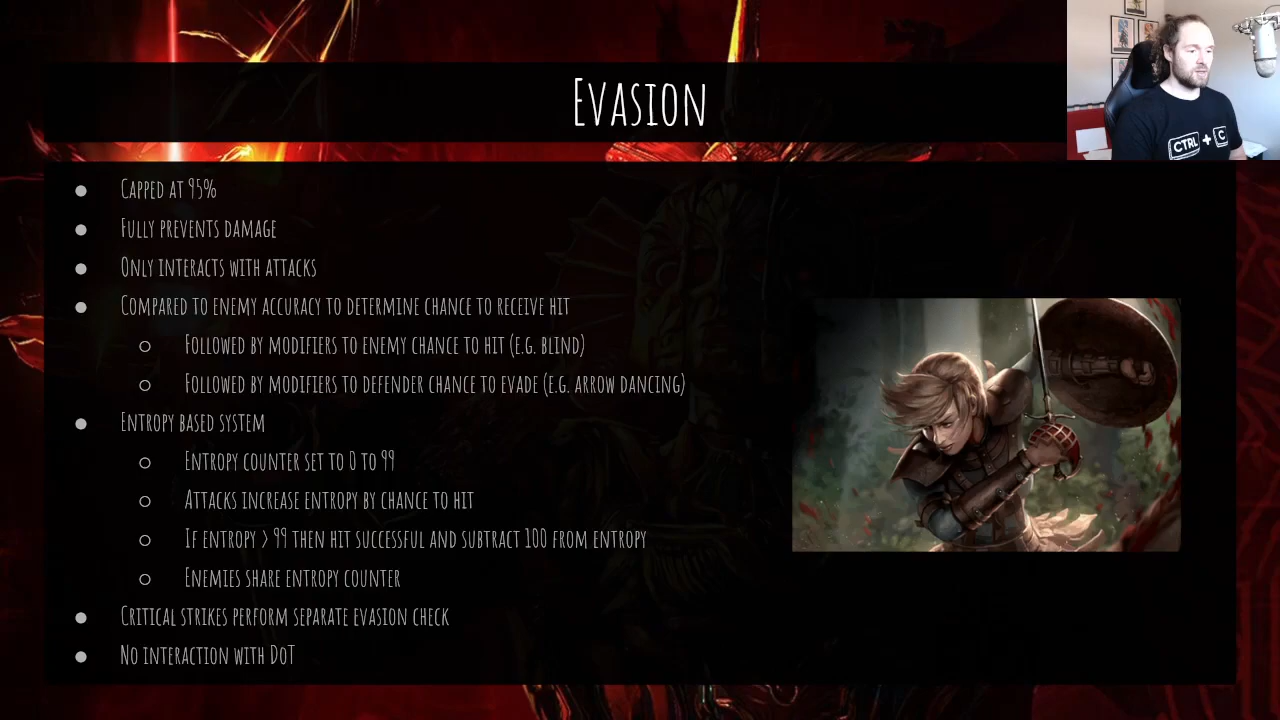 Evasion
CTRL + C
Capped at 95%
Fully prevents damage
Only interacts with attacks
Compared to enemy accuracy to determine chance to receive hit
Followed by modifiers to enemy chance to hit (e.g. blind)
Followed by modifiers to defender chance to evade (e.g. arrow dancing)
Entropy based system
Entropy counter set to 0 to 99
Attacks increase entropy by chance to hit
If entropy > 99 then hit successful and subtract 100 from entropy
Enemies share entropy counter
Critical strikes perform separate evasion check
No interaction with DoT